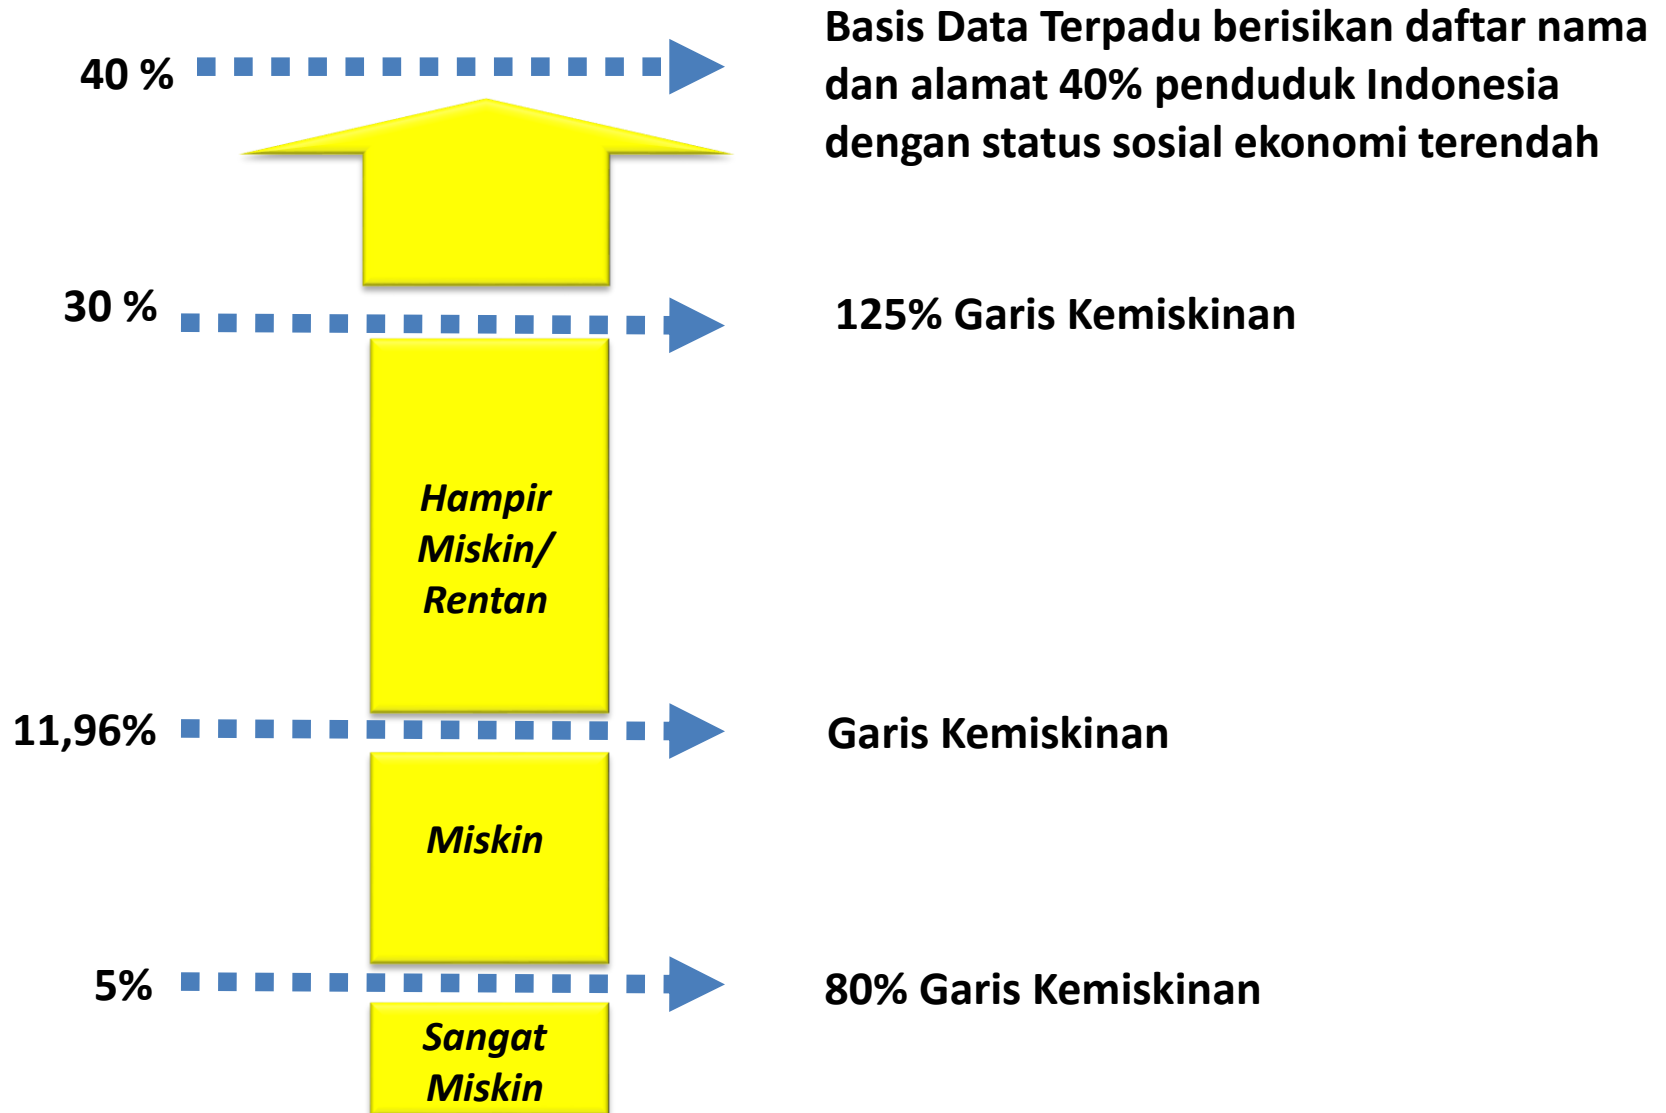 40 %
Basis Data Terpadu berisikan daftar nama
dan alamat 40% penduduk Indonesia
dengan status sosial ekonomi terendah
30 %
125% Garis Kemiskinan
Hampir
Miskin/
Rentan
11,96%
Garis Kemiskinan
Miskin
5%
80% Garis Kemiskinan
Sangat
Miskin